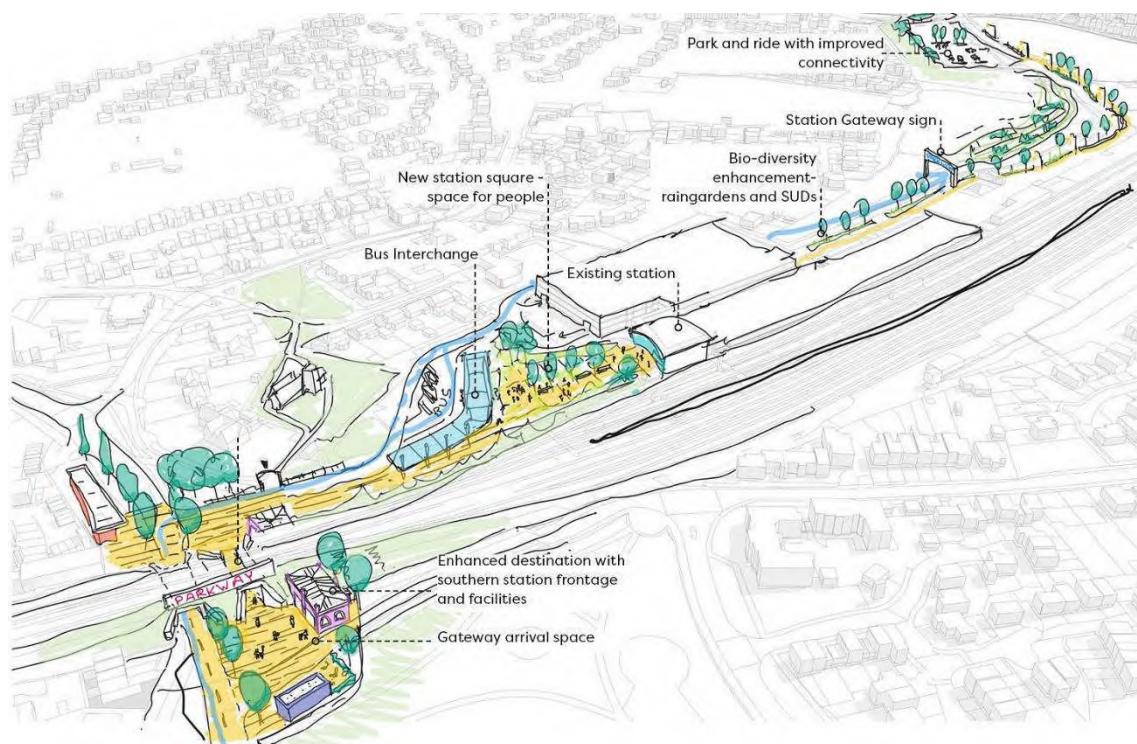 Park and ride with improved
connectivity
Station Gateway sign
Bio-diversity
enhancement-
raingardens and SUDs
New station square -
space for people
Bus Interchange
Existing station
BUS
Enhanced destination with
southern station frontage
and facilities
PARKWAY
Gateway arrival space